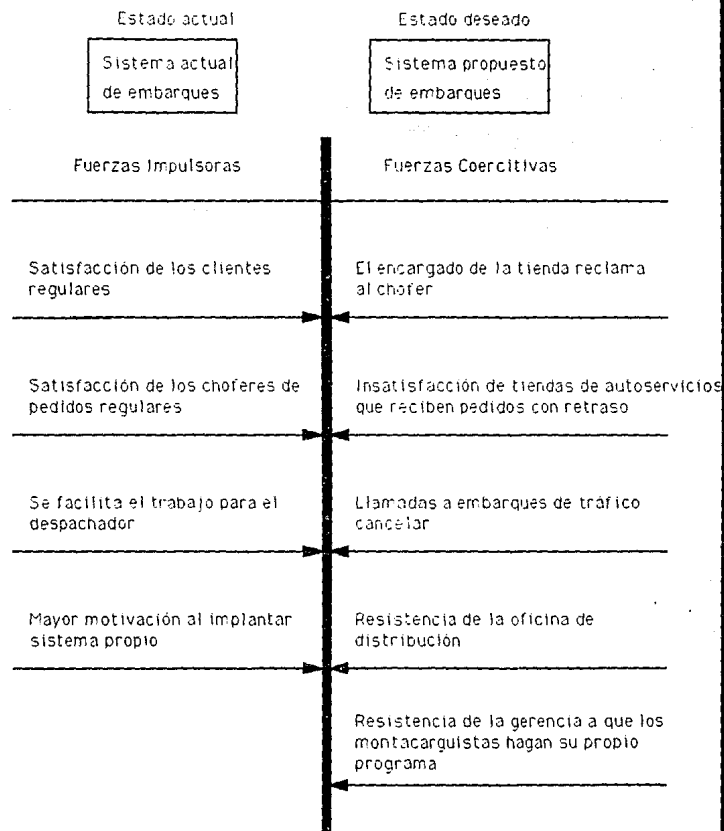 Estado actual
Estado deseado
Sistema actual
de embarques
Sistema propuesto
de embarques
Fuerzas Impulsoras
Fuerzas Coercitivas
Satisfacción de los clientes
regulares
El encargado de la tienda reclama
al chofer
Satisfacción de los choferes de
pedidos regulares
Insatisfacción de tiendas de autoservicios
que reciben pedidos con retraso
Se facilita el trabajo para el
despachador
Llamadas a embarques de tráfico
cancelar
Mayor motivación al implantar
sistema propio
Resistencia de la oficina de
distribución
Resistencia de la gerencia a que los
montacarguistas hagan su propio
programa